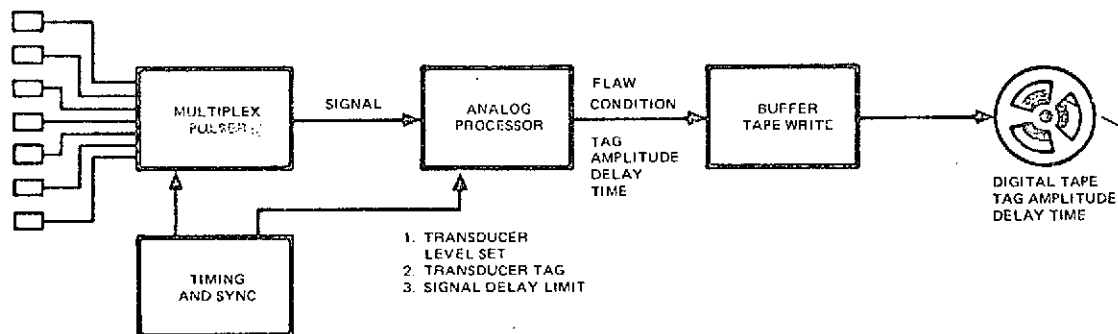 MULTIPLEX
PULSER
SIGNAL
ANALOG
PROCESSOR
FLAW
CONDITION
TAG
AMPLITUDE
DELAY
TIME
BUFFER
TAPE WRITE
DIGITAL TAPE
TAG AMPLITUDE
DELAY TIME
TIMING
AND SYNC
1. TRANSDUCER
LEVEL SET
2. TRANSDUCER TAG
3. SIGNAL DELAY LIMIT